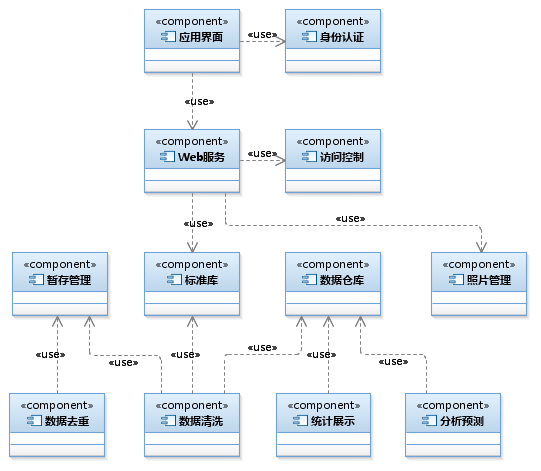 «component»
应用界面
«use»
«component»
身份认证
«use»
«component»
Web服务
«use»
«component»
访问控制
«use»
«use»
«component»
暂存管理
«component»
标准库
«component»
数据仓库
«component»
照片管理
«use»
«use»
«use»
«use»
«use»
«use»
«component»
数据去重
«component»
数据清洗
«component»
统计展示
«component»
分析预测